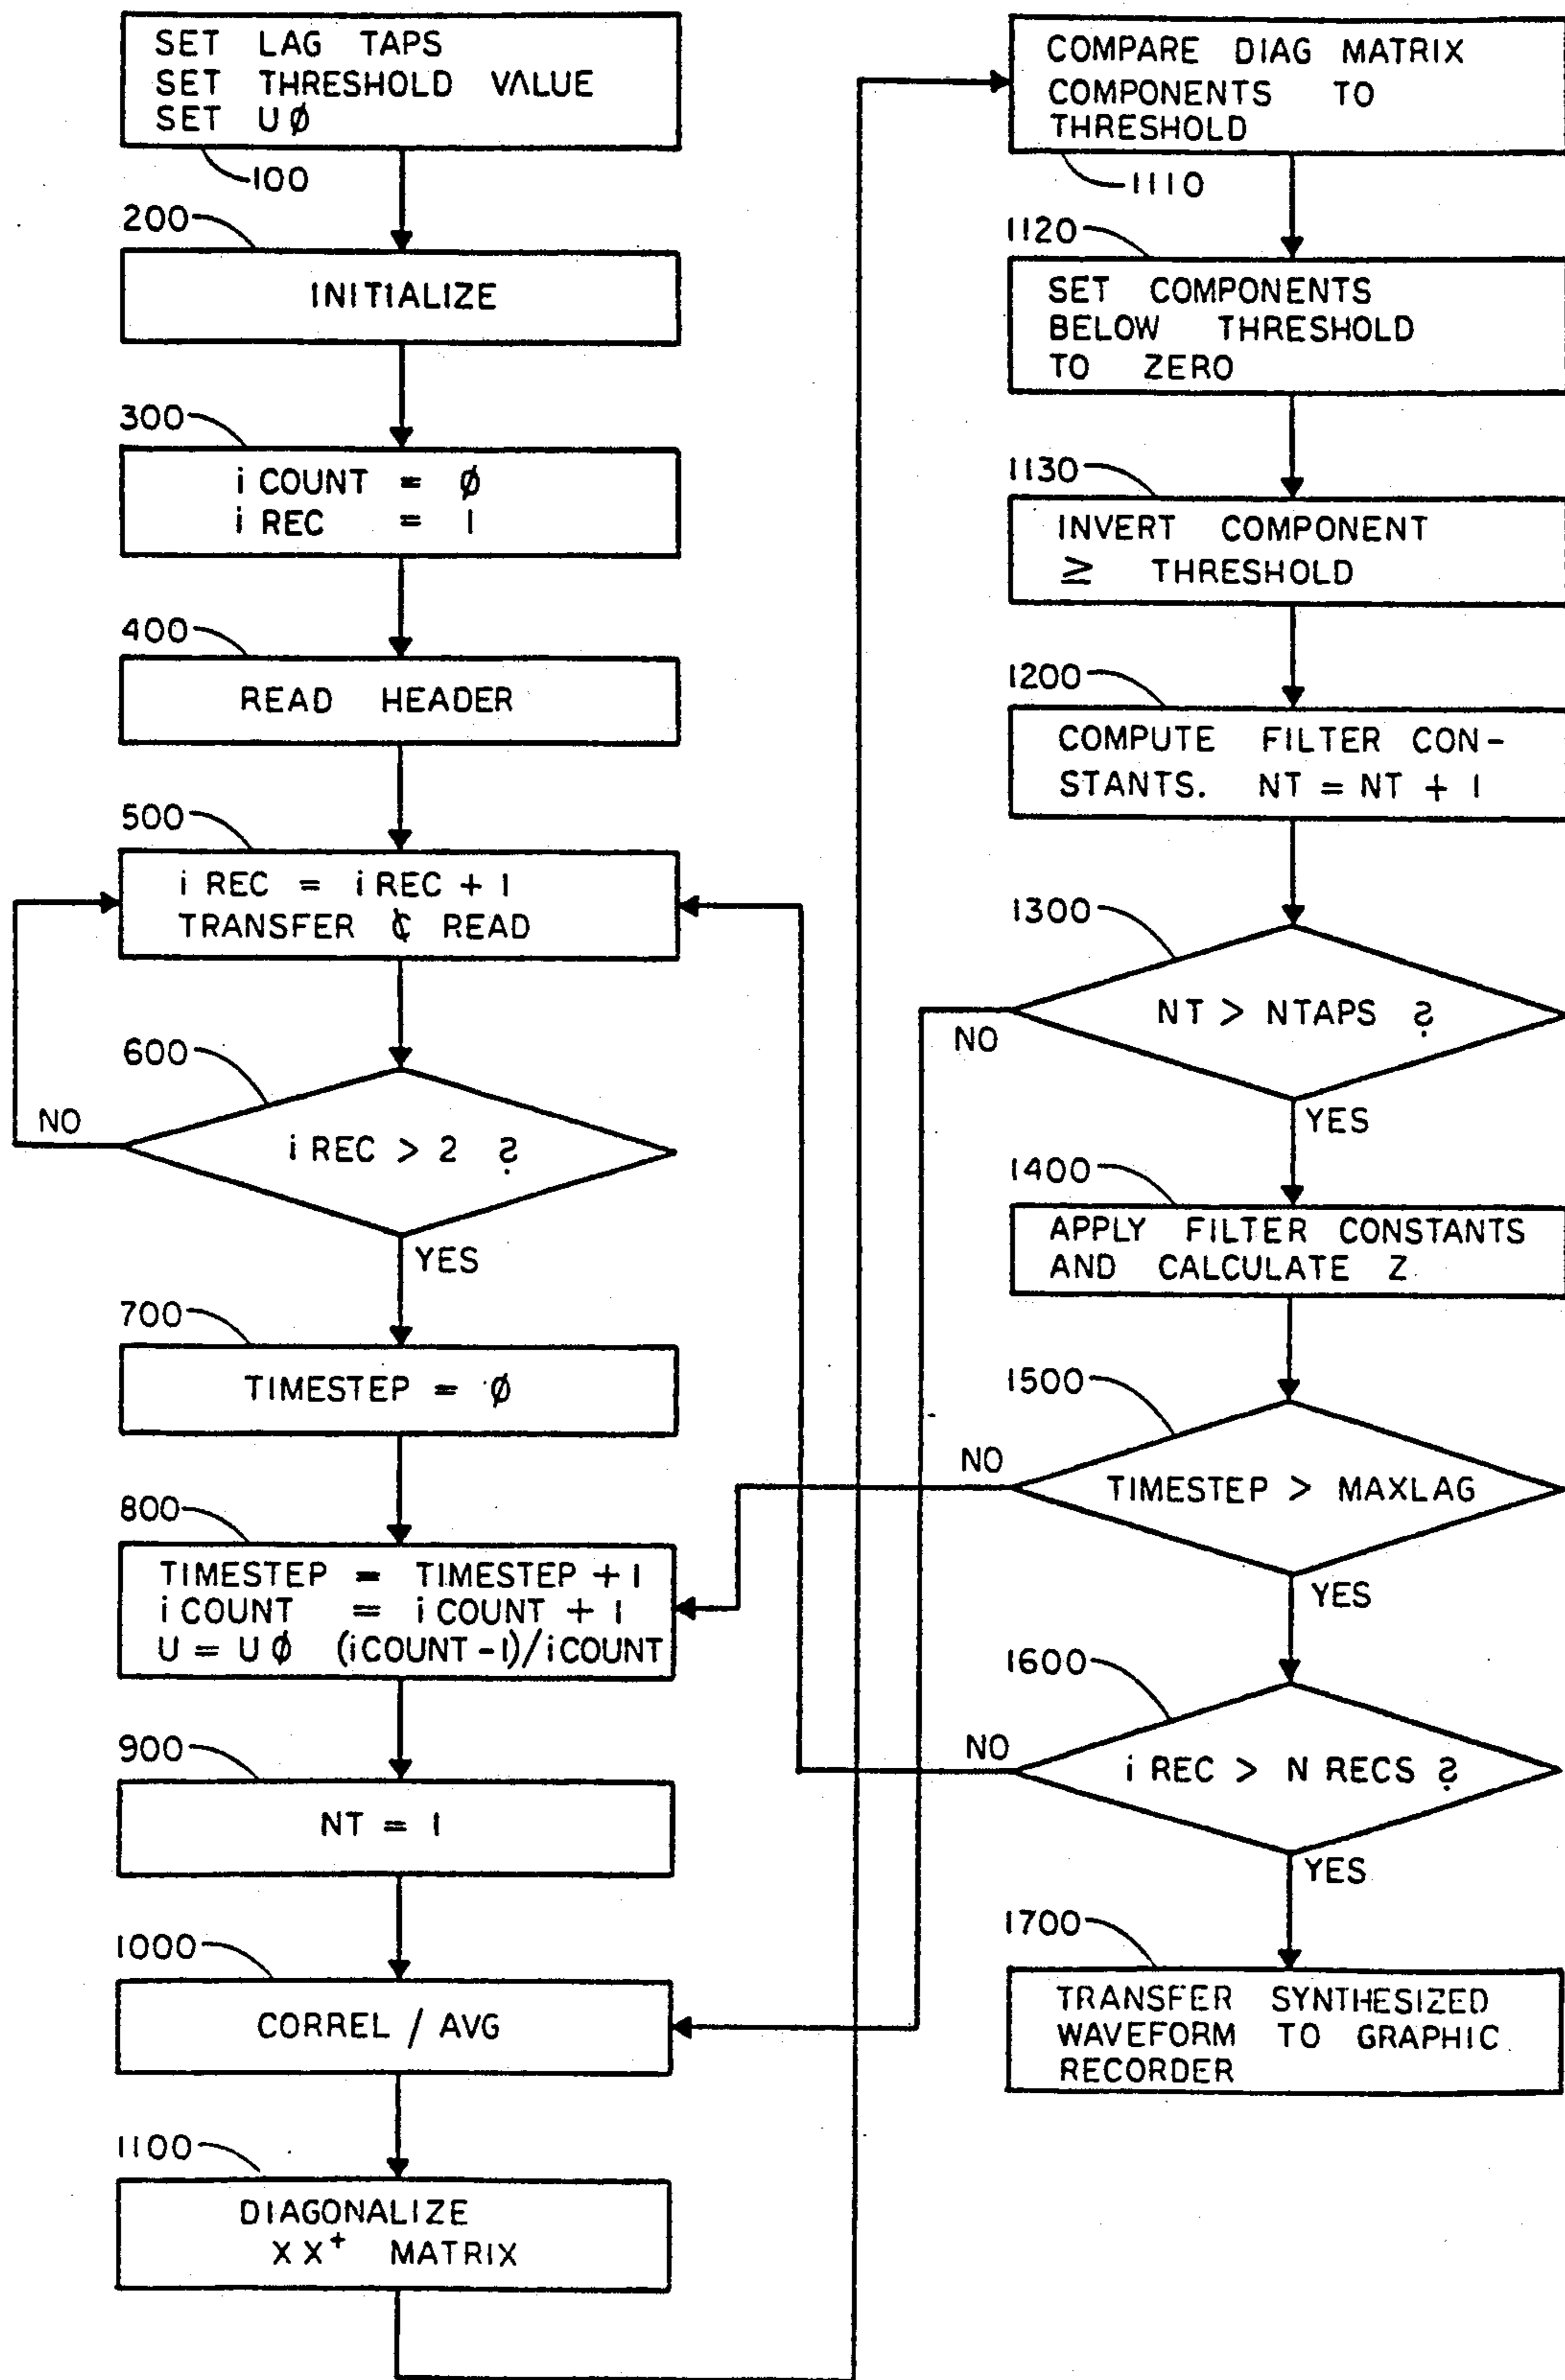 SET LAG TAPS
SET THRESHOLD VALUE
SET UØ
100
200
INITIALIZE
300
i COUNT = Ø
i REC = 1
400
READ HEADER
500
i REC = i REC + 1
TRANSFER & READ
600
i REC > 2 ?
NO
YES
700
TIMESTEP = Ø
800
TIMESTEP = TIMESTEP + 1
i COUNT = i COUNT + 1
U = UØ (iCOUNT-1)/iCOUNT
900
NT = 1
1000
CORREL / AVG
1100
DIAGONALIZE
XX+ MATRIX
COMPARE DIAG MATRIX
COMPONENTS TO
THRESHOLD
1110
1120
SET COMPONENTS
BELOW THRESHOLD
TO ZERO
1130
INVERT COMPONENT
≥ THRESHOLD
1200
COMPUTE FILTER CON-
STANTS. NT = NT + 1
1300
NT > NTAPS ?
NO
YES
1400
APPLY FILTER CONSTANTS
AND CALCULATE Z
1500
NO
TIMESTEP > MAXLAG
YES
1600
NO
i REC > N RECS ?
YES
1700
TRANSFER SYNTHESIZED
WAVEFORM TO GRAPHIC
RECORDER